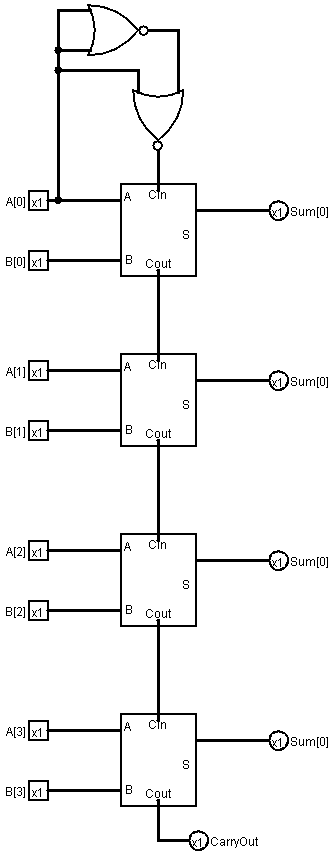 A[0] x1 A Cin x1 Sum[0]
S
B[0] x1 B Cout
A[1] x1 A Cin x1 Sum[0]
S
B[1] x1 B Cout
A[2] x1 A Cin x1 Sum[0]
S
B[2] x1 B Cout
A[3] x1 A Cin x1 Sum[0]
S
B[3] x1 B Cout
x1 CarryOut